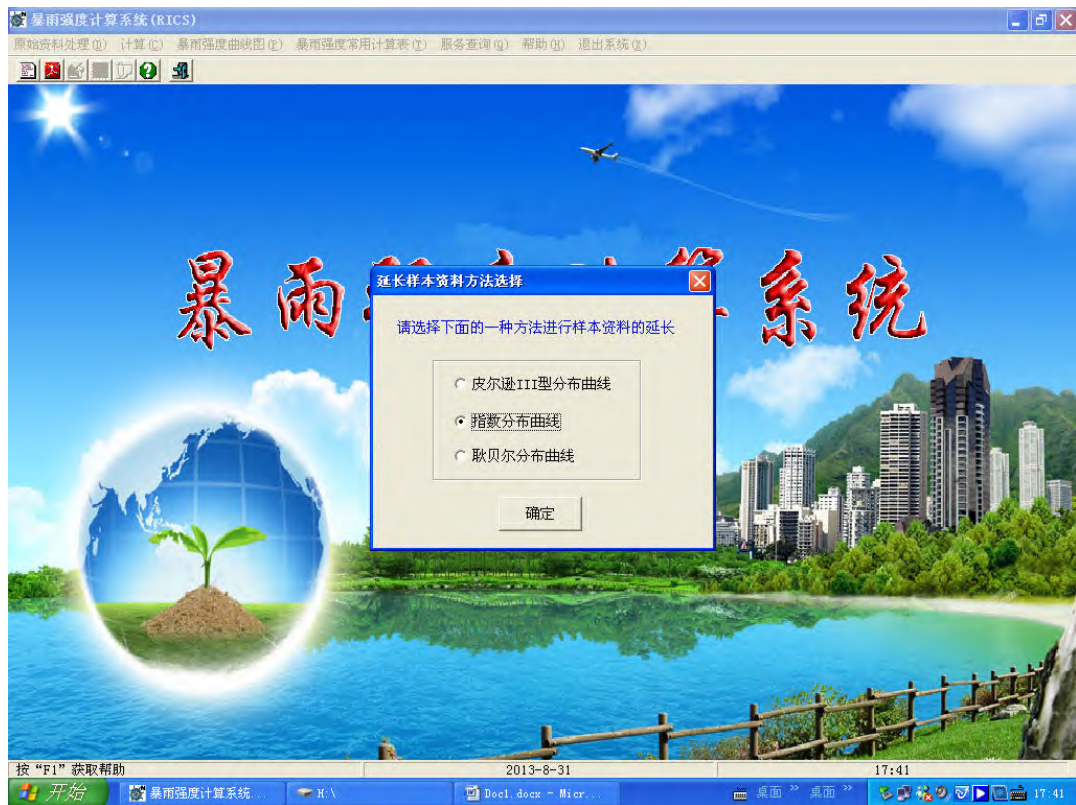 暴雨强度计算系统(RICS)
原始资料处理(D) 计算(C) 暴雨强度曲线图(P) 暴雨强度常用计算表(T) 服务查询(Q) 帮助(H) 退出系统(X)
暴雨 算系统
延长样本资料方法选择
请选择下面的一种方法进行样本资料的延长
皮尔逊III型分布曲线
指数分布曲线
耿贝尔分布曲线
确定
按“F1”获取帮助 2013-8-31 17:41
开始 暴雨强度计算系统... H:\ Doc1.docx - Micr... 桌面 » 桌面 » 17:41